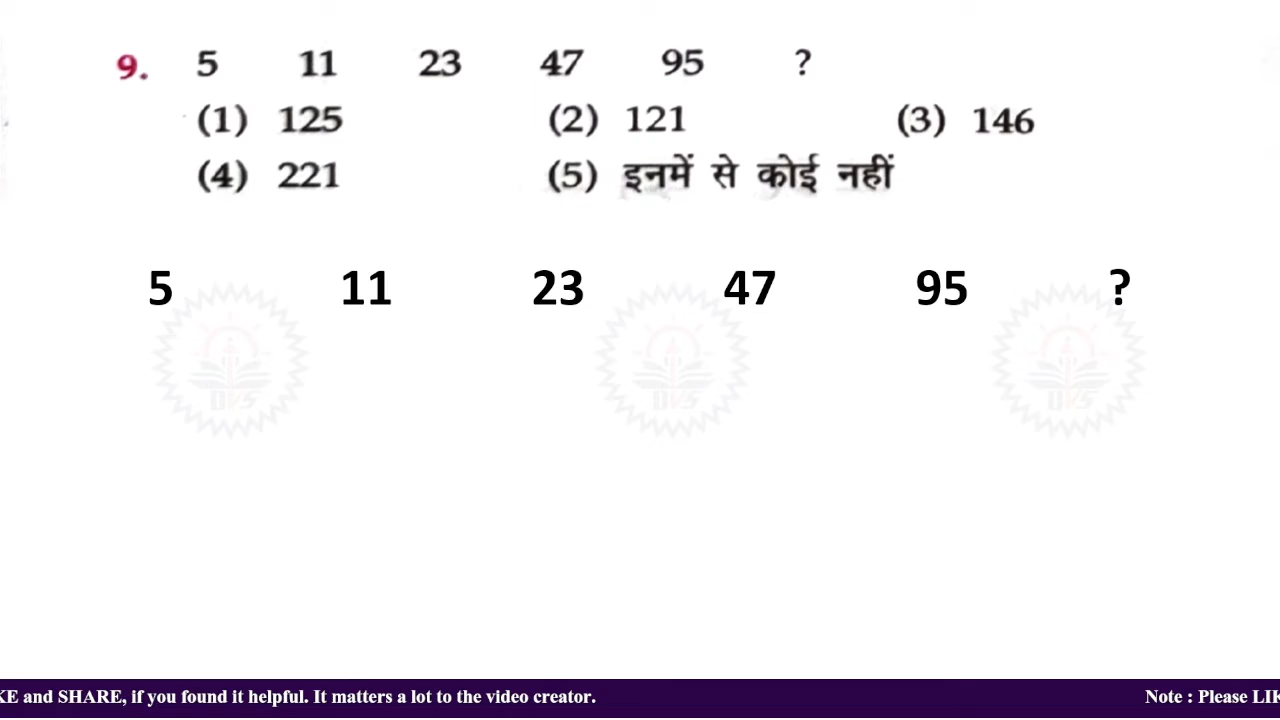 9. 5 11 23 47 95 ?
(1) 125 (2) 121 (3) 146
(4) 221 (5) इनमें से कोई नहीं
5 11 23 47 95 ?
KE and SHARE, if you found it helpful. It matters a lot to the video creator. Note : Please LIK